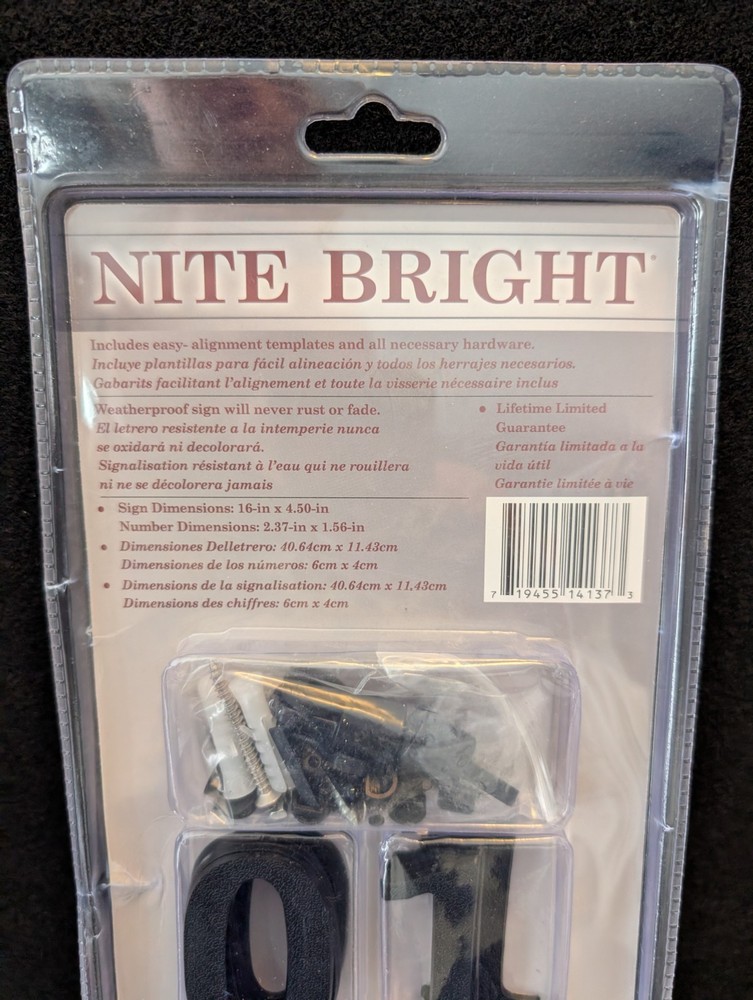 NITE BRIGHT®
Includes easy- alignment templates and all necessary hardware.
Incluye plantillas para fácil alineación y todos los herrajes necesarios.
Gabarits facilitant l'alignement et toute la visserie nécessaire inclus
Weatherproof sign will never rust or fade.
El letrero resistente a la intemperie nunca
se oxidará ni decolorará.
Signalisation résistant à l'eau qui ne rouillera
ni ne se décolorera jamais
• Lifetime Limited
Guarantee
Garantía limitada a la
vida útil
Garantie limitée à vie
• Sign Dimensions: 16-in x 4.50-in
Number Dimensions: 2.37-in x 1.56-in
• Dimensiones Delletrero: 40.64cm x 11.43cm
Dimensiones de los números: 6cm x 4cm
• Dimensions de la signalisation: 40.64cm x 11.43cm
Dimensions des chiffres: 6cm x 4cm
7 19455 14137 3
0 1